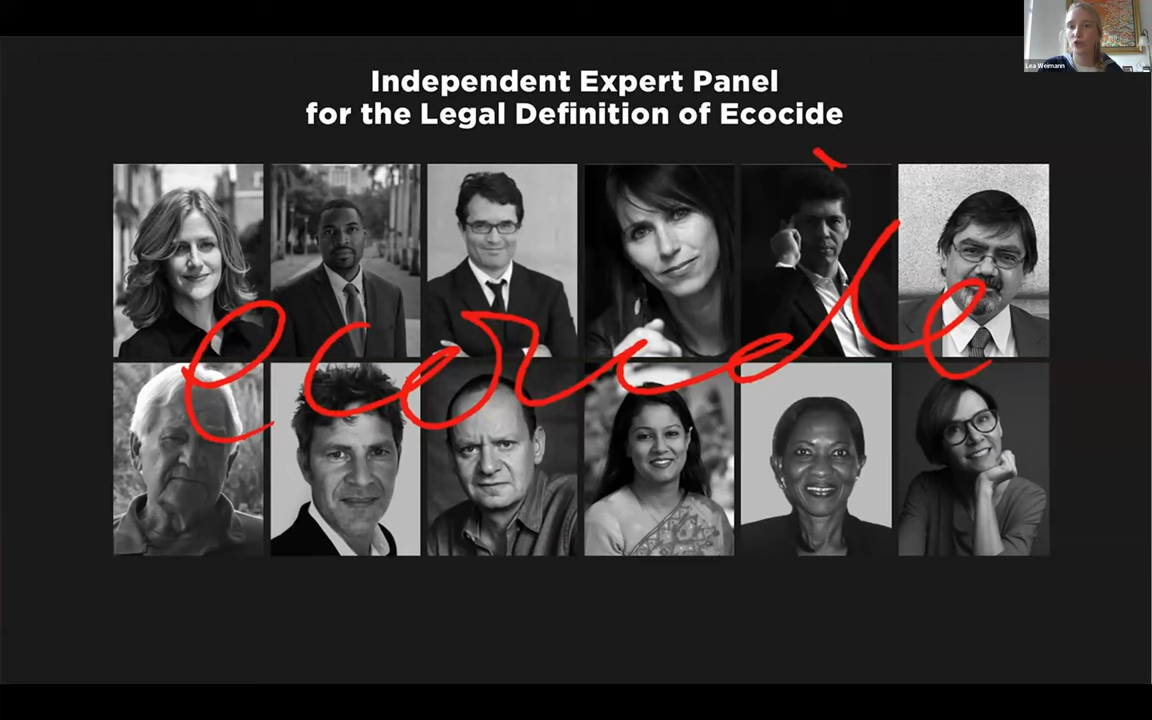 Independent Expert Panel
for the Legal Definition of Ecocide
Lea Weimann
ecocide